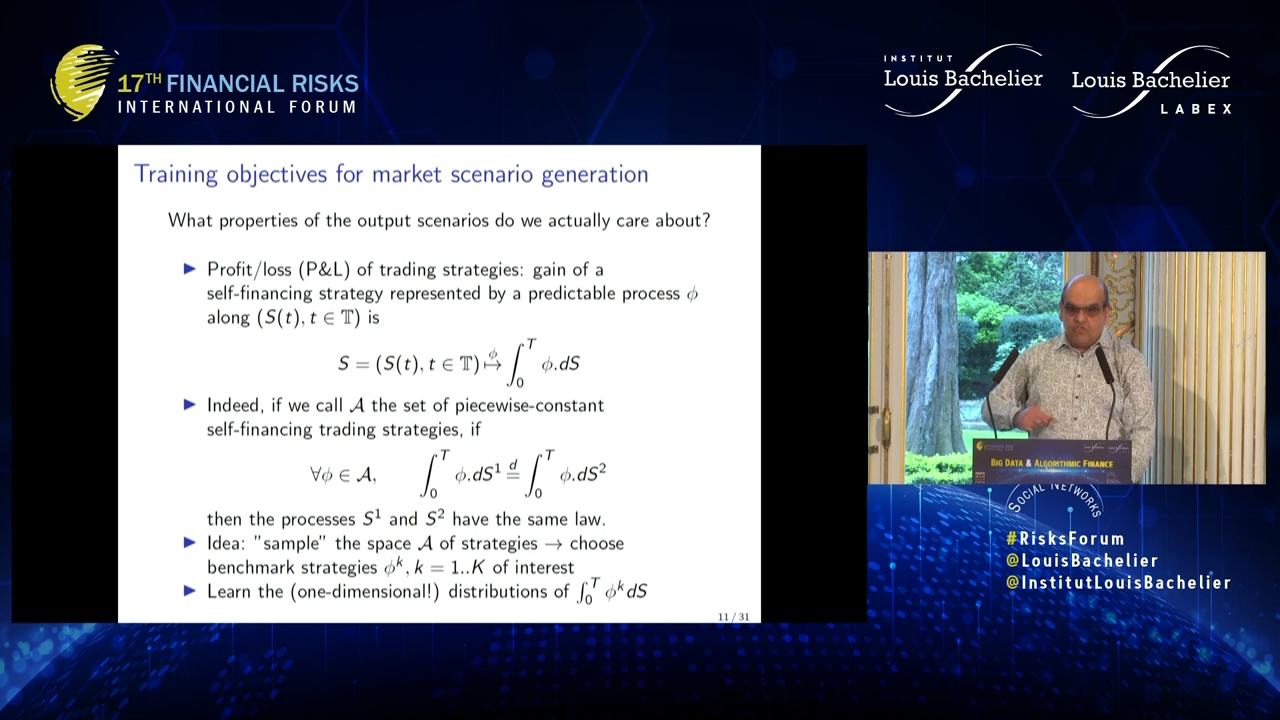 17TH FINANCIAL RISKS
INTERNATIONAL FORUM
INSTITUT
Louis Bachelier
Louis Bachelier
LABEX
Training objectives for market scenario generation
What properties of the output scenarios do we actually care about?
▶ Profit/loss (P&L) of trading strategies: gain of a
self-financing strategy represented by a predictable process ϕ
along (S(t), t ∈ 𝕋) is
S = (S(t), t ∈ 𝕋) ↦^ϕ ∫_0^T ϕ.dS
▶ Indeed, if we call 𝒜 the set of piecewise-constant
self-financing trading strategies, if
∀ϕ ∈ 𝒜, ∫_0^T ϕ.dS^1 =^d ∫_0^T ϕ.dS^2
then the processes S^1 and S^2 have the same law.
▶ Idea: "sample" the space 𝒜 of strategies → choose
benchmark strategies ϕ^k, k = 1..K of interest
▶ Learn the (one-dimensional!) distributions of ∫_0^T ϕ^k dS
11 / 31
BIG DATA & ALGORITHMIC FINANCE
SOCIAL NETWORKS
#RisksForum
@LouisBachelier
@InstitutLouisBachelier